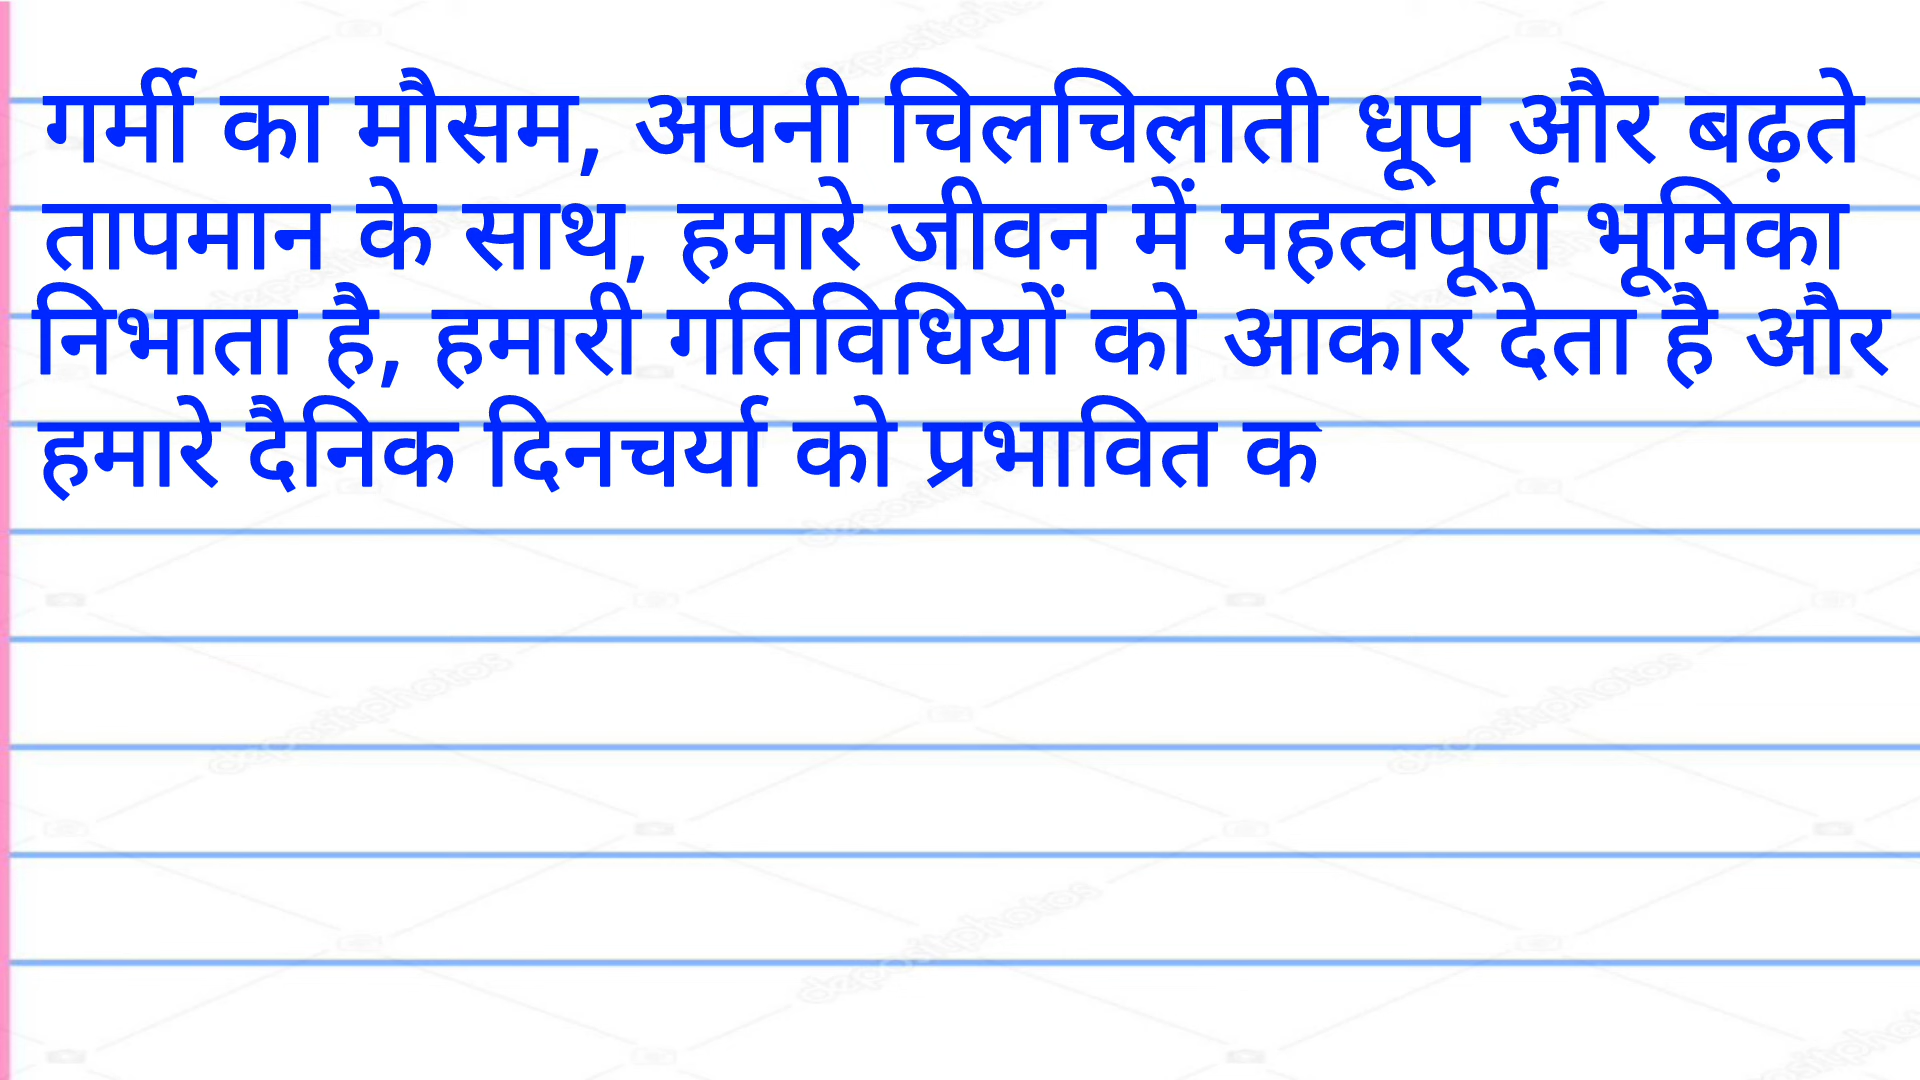 गर्मी का मौसम, अपनी चिलचिलाती धूप और बढ़ते
तापमान के साथ, हमारे जीवन में महत्वपूर्ण भूमिका
निभाता है, हमारी गतिविधियों को आकार देता है और
हमारे दैनिक दिनचर्या को प्रभावित क